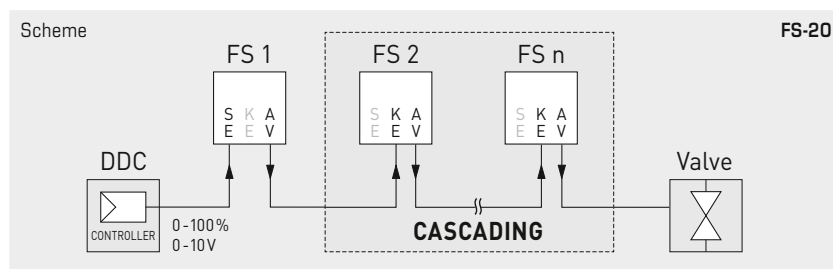 Scheme
FS-20
FS 1
FS 2
FS n
S K A
E E V
S K A
E E V
S K A
E E V
DDC
Valve
CONTROLLER
0-100%
0-10V
CASCADING